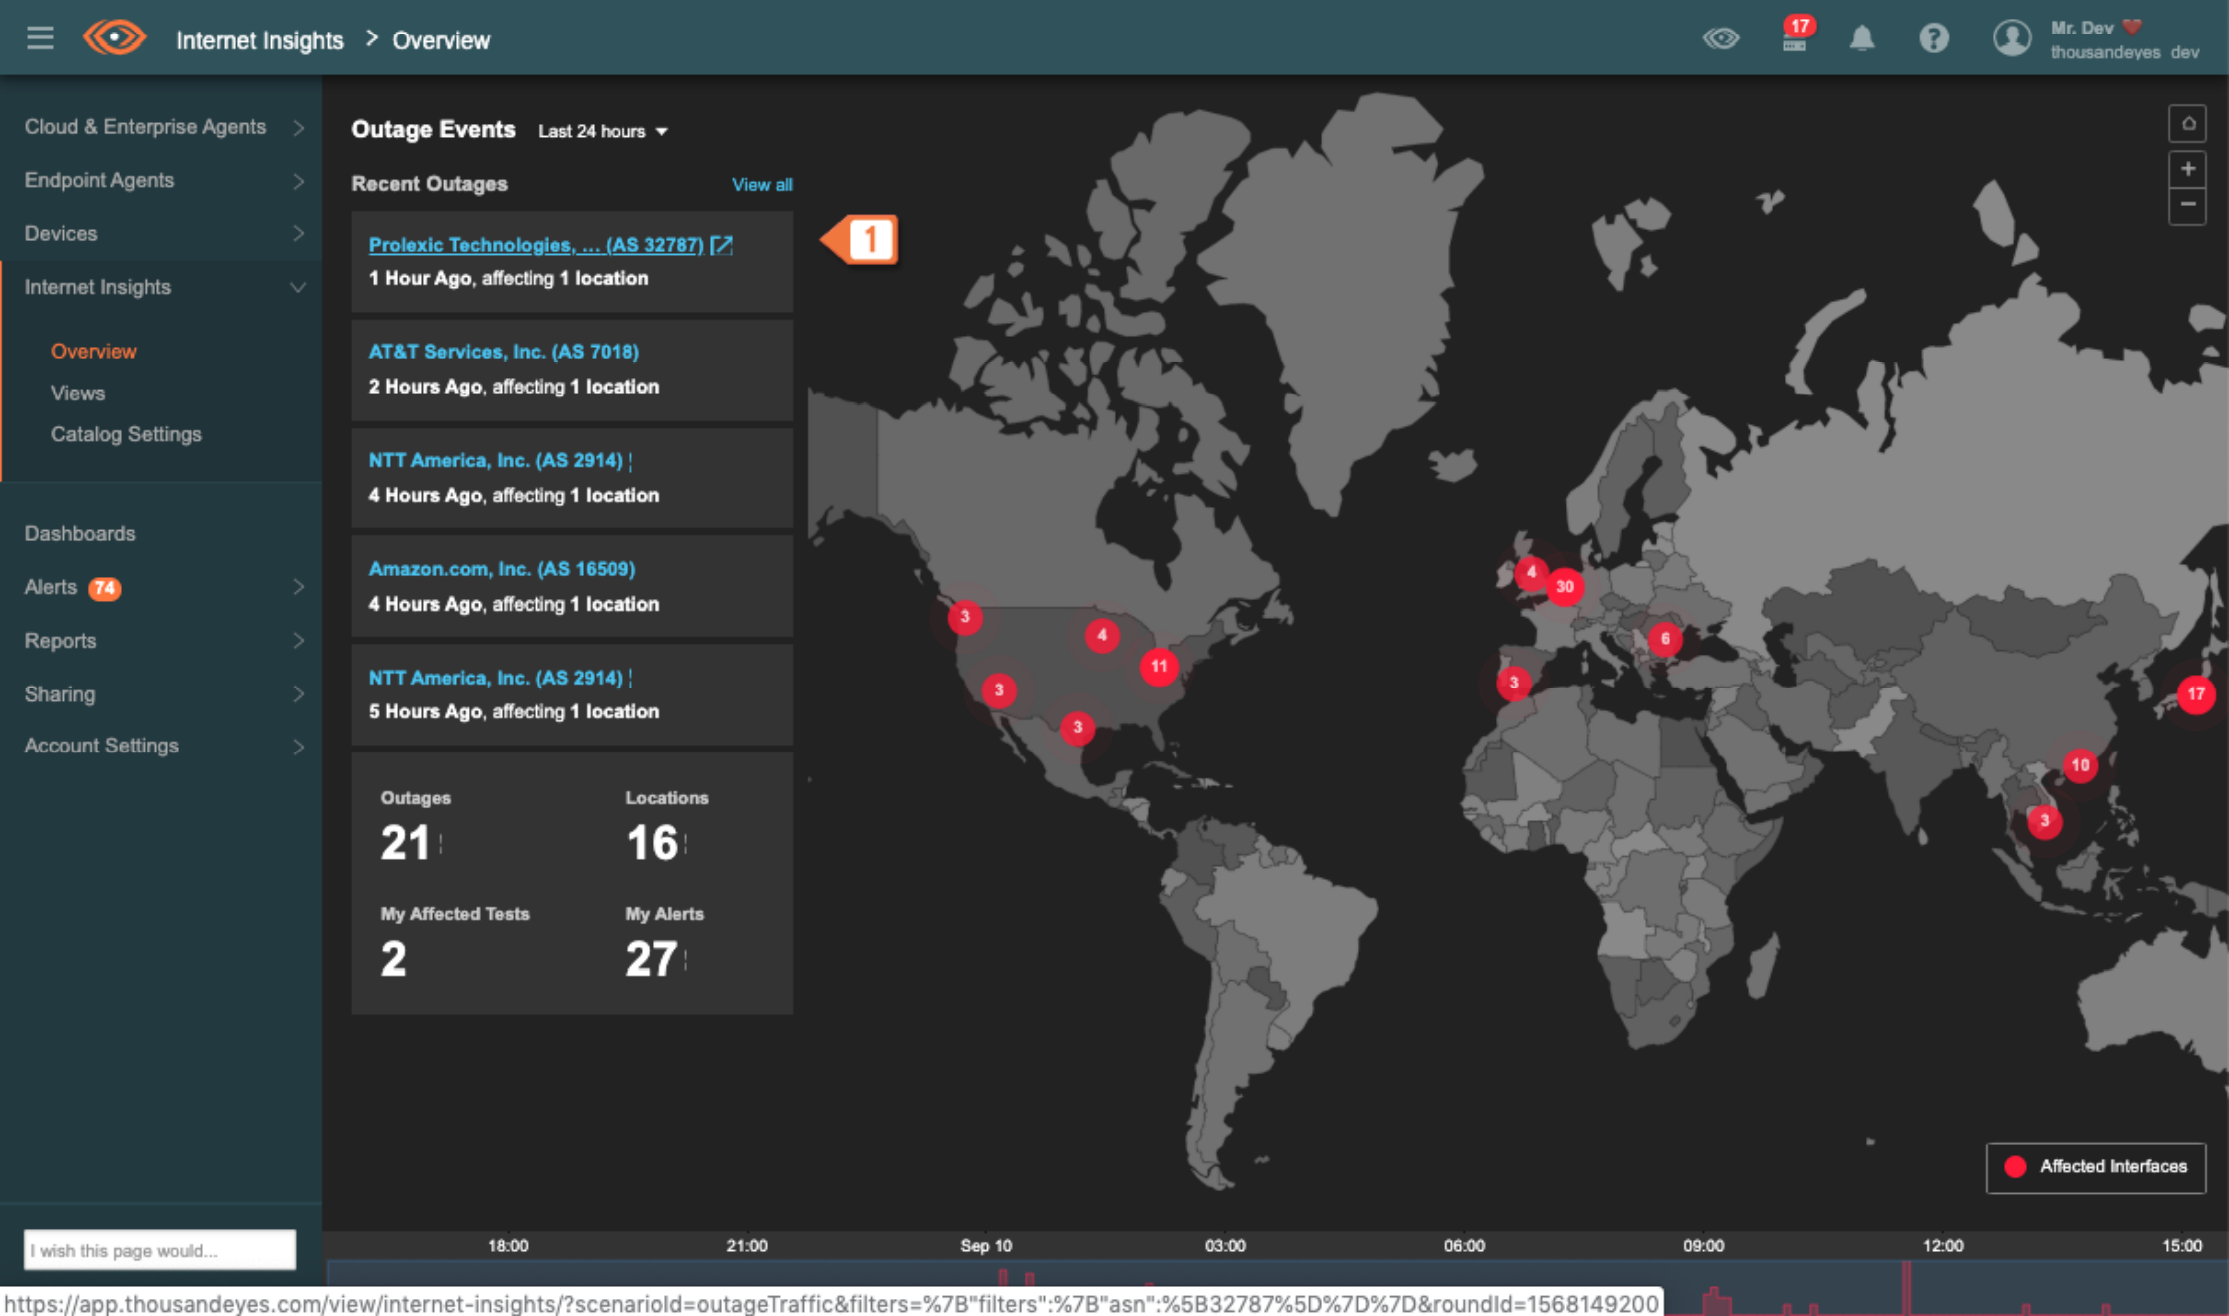 Internet Insights > Overview
17
Mr. Dev ❤️
thousandeyes dev
Cloud & Enterprise Agents
Endpoint Agents
Devices
Internet Insights
Overview
Views
Catalog Settings
Dashboards
Alerts 74
Reports
Sharing
Account Settings
I wish this page would...
Outage Events Last 24 hours
Recent Outages View all
Prolexic Technologies, ... (AS 32787)
1 Hour Ago, affecting 1 location
1
AT&T Services, Inc. (AS 7018)
2 Hours Ago, affecting 1 location
NTT America, Inc. (AS 2914)
4 Hours Ago, affecting 1 location
Amazon.com, Inc. (AS 16509)
4 Hours Ago, affecting 1 location
NTT America, Inc. (AS 2914)
5 Hours Ago, affecting 1 location
Outages Locations
21 16
My Affected Tests My Alerts
2 27
+
−
4
30
3
4
6
11
3
3
17
3
10
3
Affected Interfaces
18:00 21:00 Sep 10 03:00 06:00 09:00 12:00 15:00
https://app.thousandeyes.com/view/internet-insights/?scenarioId=outageTraffic&filters=%7B"filters":%7B"asn":%5B32787%5D%7D%7D&roundId=1568149200